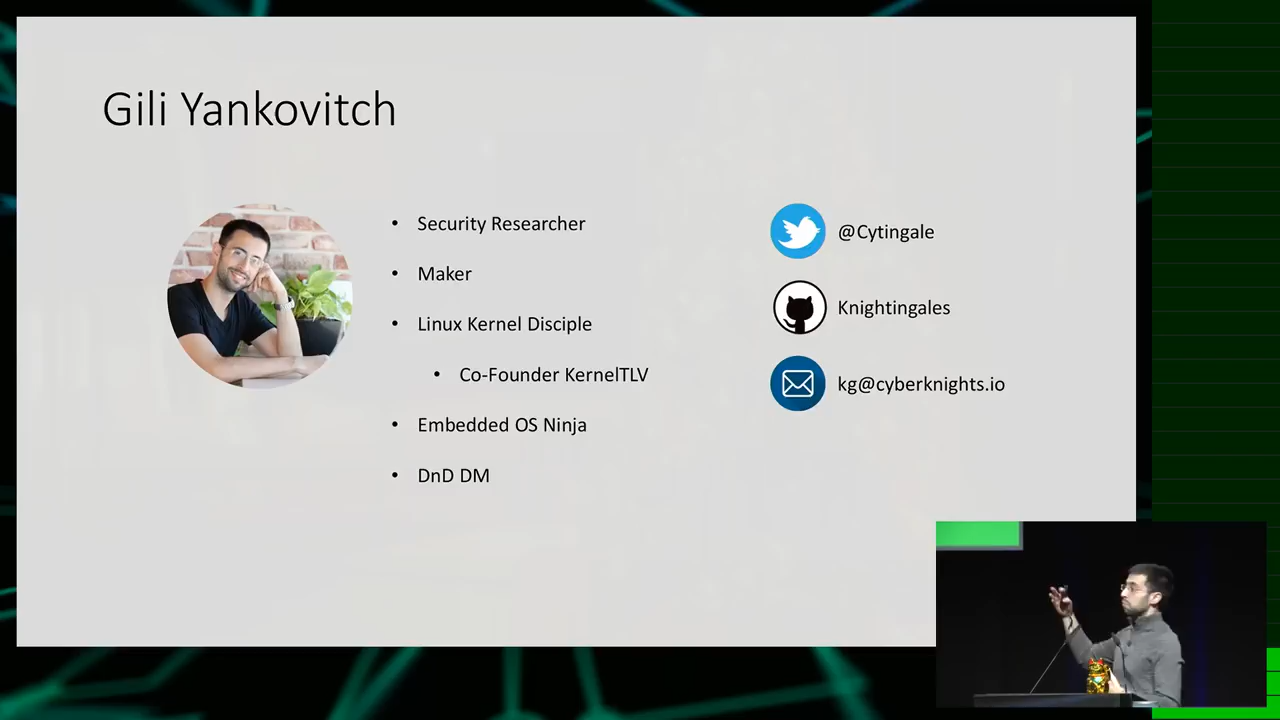 Gili Yankovitch
• Security Researcher
• Maker
• Linux Kernel Disciple
• Co-Founder KernelTLV
• Embedded OS Ninja
• DnD DM
@Cytingale
Knightingales
kg@cyberknights.io